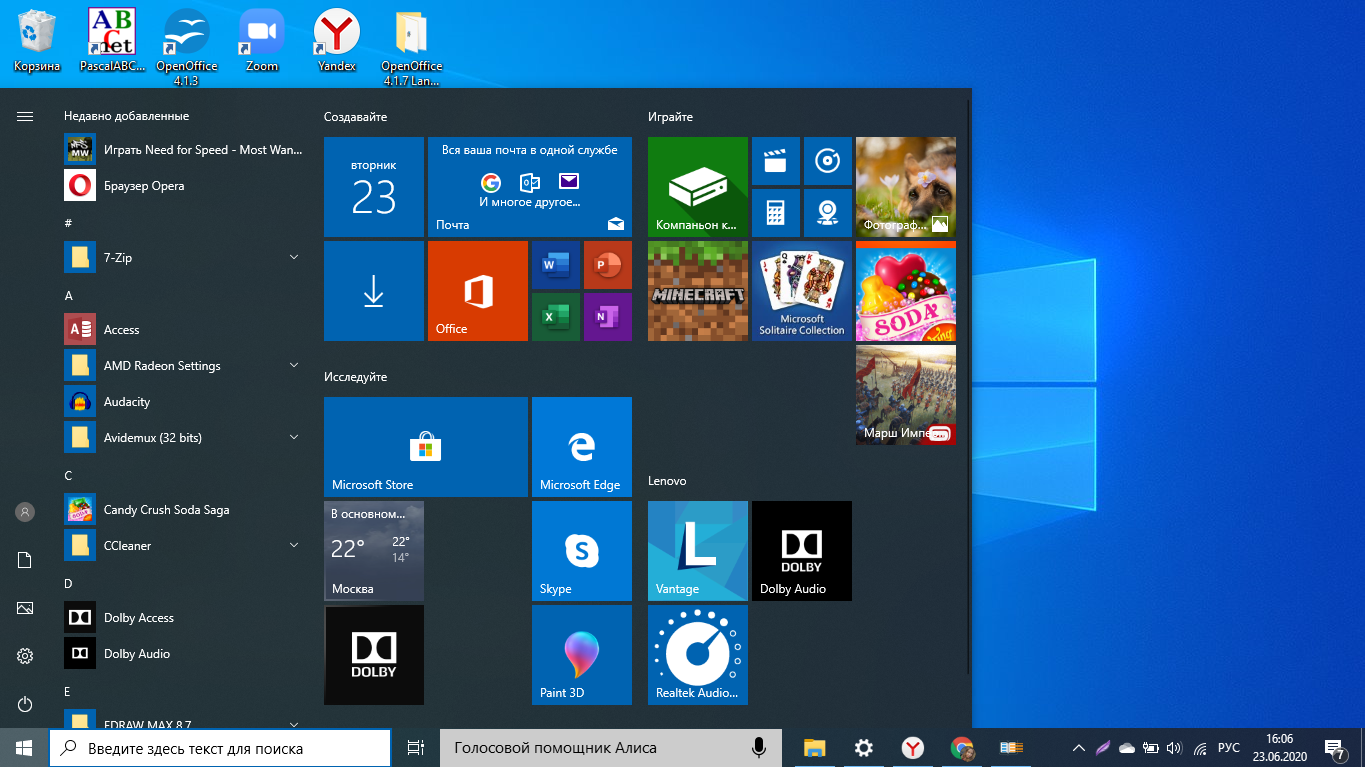 A B
C
net
Корзина
PascalABC...
OpenOffice
4.1.3
Zoom
Yandex
OpenOffice
4.1.7 Lan...
Недавно добавленные
Играть Need for Speed - Most Wan...
Браузер Opera
#
7-Zip
A
Access
AMD Radeon Settings
Audacity
Avidemux (32 bits)
C
Candy Crush Soda Saga
CCleaner
D
Dolby Access
Dolby Audio
E
EDRAW MAX 8.7
Создавайте
вторник
23
Вся ваша почта в одной службе
И многое другое...
Почта
Office
Исследуйте
Microsoft Store
Microsoft Edge
В основном...
22°
22°
14°
Москва
Skype
DOLBY
Paint 3D
Играйте
Компаньон к...
Фотограф...
MINECRAFT
Microsoft
Solitaire Collection
SODA
King
Марш Импе
Lenovo
L
Vantage
DOLBY
Dolby Audio
Realtek Audio...
Введите здесь текст для поиска
Голосовой помощник Алиса
РУС
16:06
23.06.2020
7